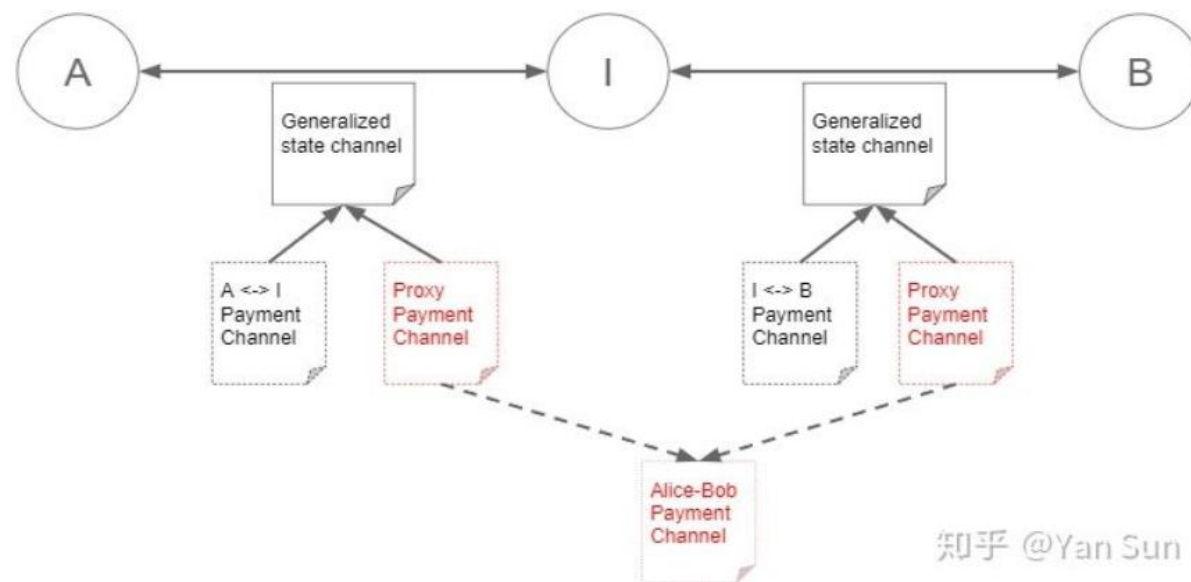 A
I
B
Generalized
state channel
Generalized
state channel
A <-> I
Payment
Channel
Proxy
Payment
Channel
I <-> B
Payment
Channel
Proxy
Payment
Channel
Alice-Bob
Payment
Channel
知乎 @Yan Sun